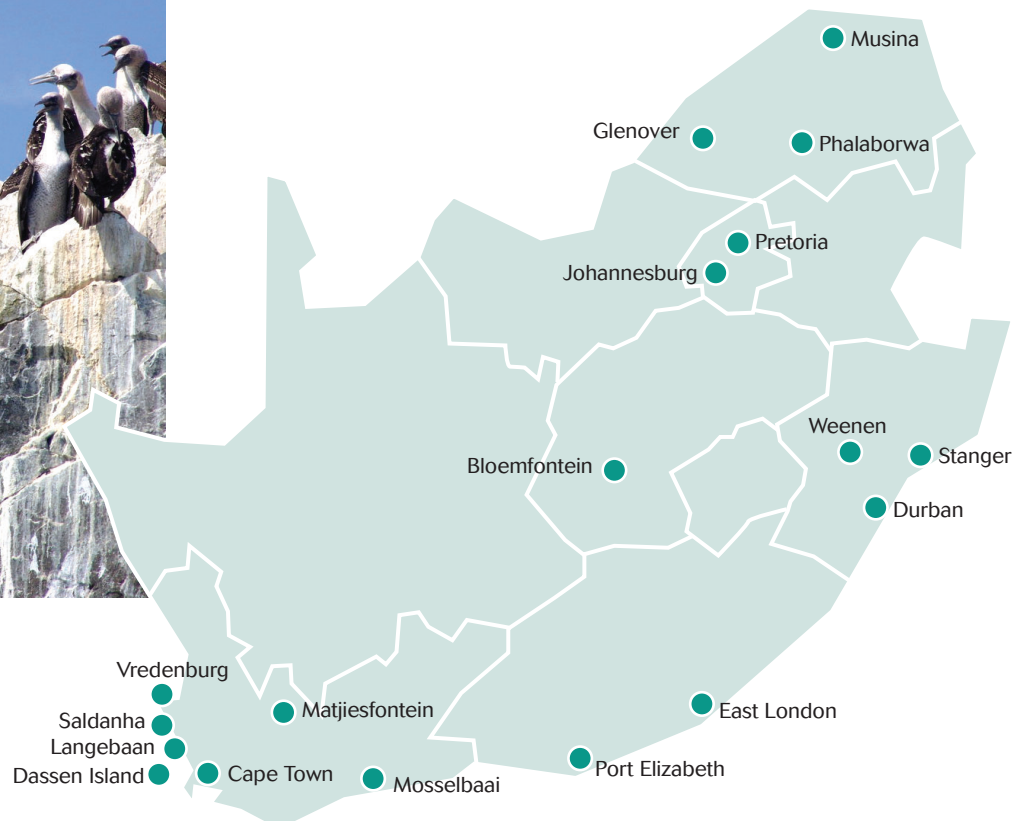 Musina
Glenover
Phalaborwa
Pretoria
Johannesburg
Weenen
Bloemfontein
Stanger
Durban
Vredenburg
Matjiesfontein
East London
Saldanha
Langebaan
Port Elizabeth
Dassen Island
Cape Town
Mosselbaai